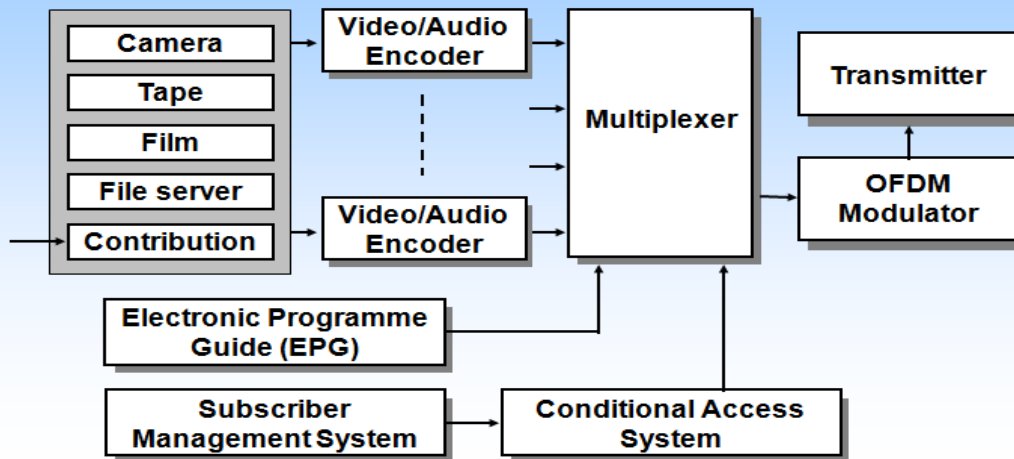 Camera
Tape
Film
File server
Contribution
Video/Audio
Encoder
Video/Audio
Encoder
Multiplexer
Transmitter
OFDM
Modulator
Electronic Programme
Guide (EPG)
Subscriber
Management System
Conditional Access
System